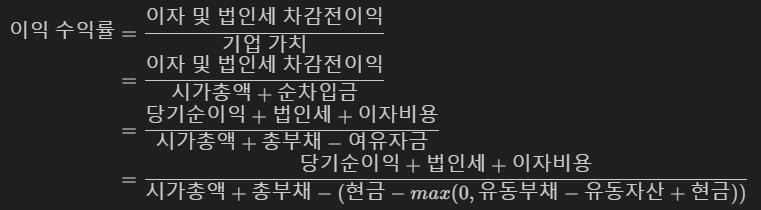 이익 수익률 = 이자 및 법인세 차감전이익 / 기업 가치
= 이자 및 법인세 차감전이익 / 시가총액 + 순차입금
= 당기순이익 + 법인세 + 이자비용 / 시가총액 + 총부채 − 여유자금
= 당기순이익 + 법인세 + 이자비용 / 시가총액 + 총부채 − (현금 − max(0, 유동부채 − 유동자산 + 현금))